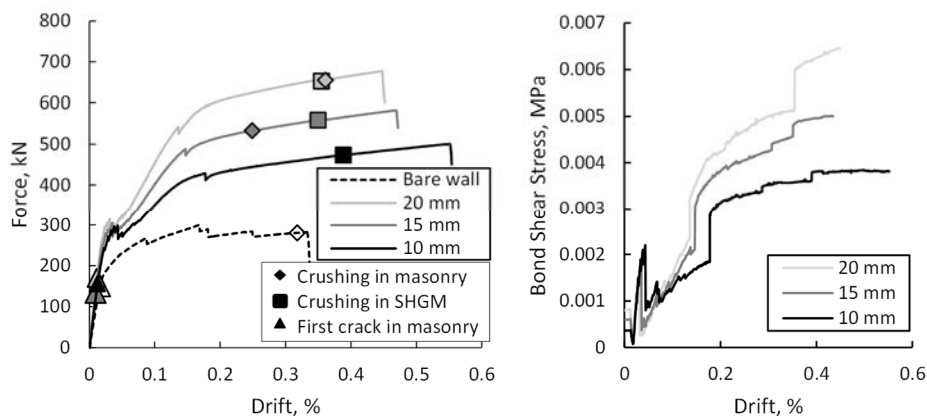 800
700
600
500
400
300
200
100
0
Force, kN
0
0.1
0.2
0.3
0.4
0.5
0.6
Drift, %
Bare wall
20 mm
15 mm
10 mm
Crushing in masonry
Crushing in SHGM
First crack in masonry
0.007
0.006
0.005
0.004
0.003
0.002
0.001
0
Bond Shear Stress, MPa
0
0.2
0.4
0.6
0.8
Drift, %
20 mm
15 mm
10 mm